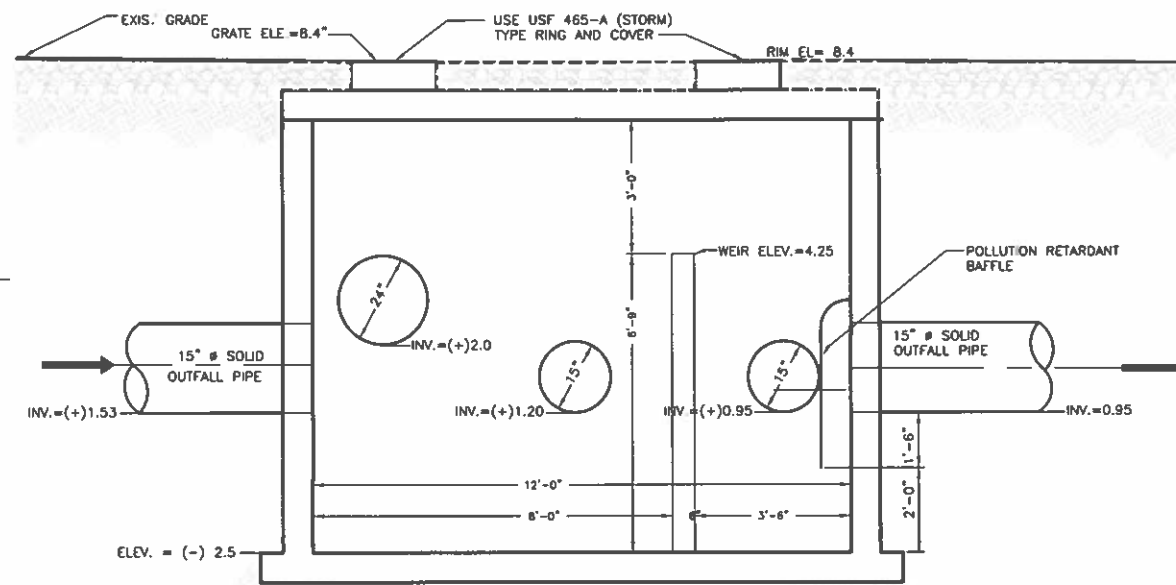 EXIS. GRADE
GRATE ELE.=8.4"
USE USF 465-A (STORM)
TYPE RING AND COVER
RIM EL= 8.4
3'-0"
WEIR ELEV.=4.25
POLLUTION RETARDANT
BAFFLE
24"
6'-9"
INV.=(+)2.0
15" ø SOLID
OUTFALL PIPE
15"
15"
15" ø SOLID
OUTFALL PIPE
INV.=(+)1.53
INV.=(+)1.20
INV.=(+)0.95
INV.=0.95
1'-6"
12'-0"
2'-0"
8'-0"
6"
3'-6"
ELEV. = (-) 2.5